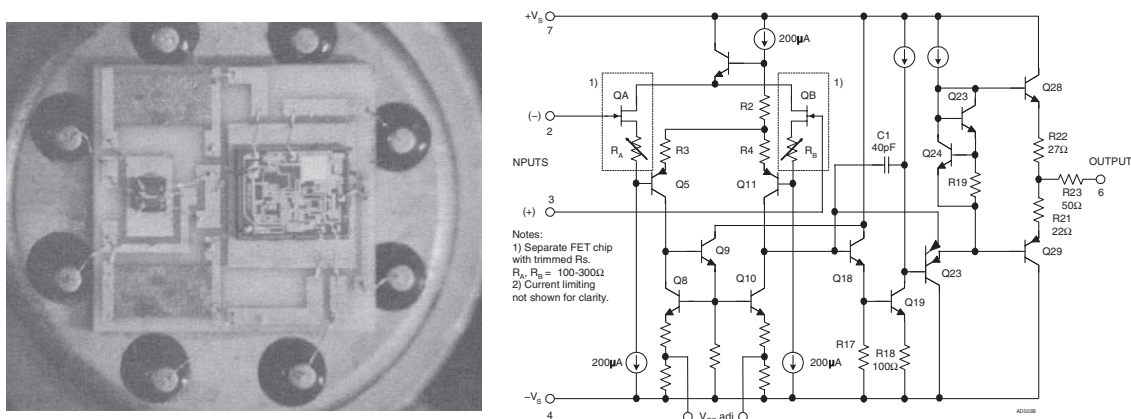 +VS
7
200µA
1)
QA
QB
1)
R2
(–)
2
RA
R3
R4
RB
C1
40pF
Q23
Q28
Q24
R22
27Ω
OUTPUT
R19
R23
50Ω
6
R21
22Ω
NPUTS
Q5
Q11
3
(+)
Notes:
1) Separate FET chip
with trimmed Rs.
RA, RB = 100-300Ω
2) Current limiting
not shown for clarity.
Q9
Q8
Q10
Q18
Q23
Q29
Q19
200µA
200µA
R17
R18
100Ω
–VS
4
VOS adj
AD503B